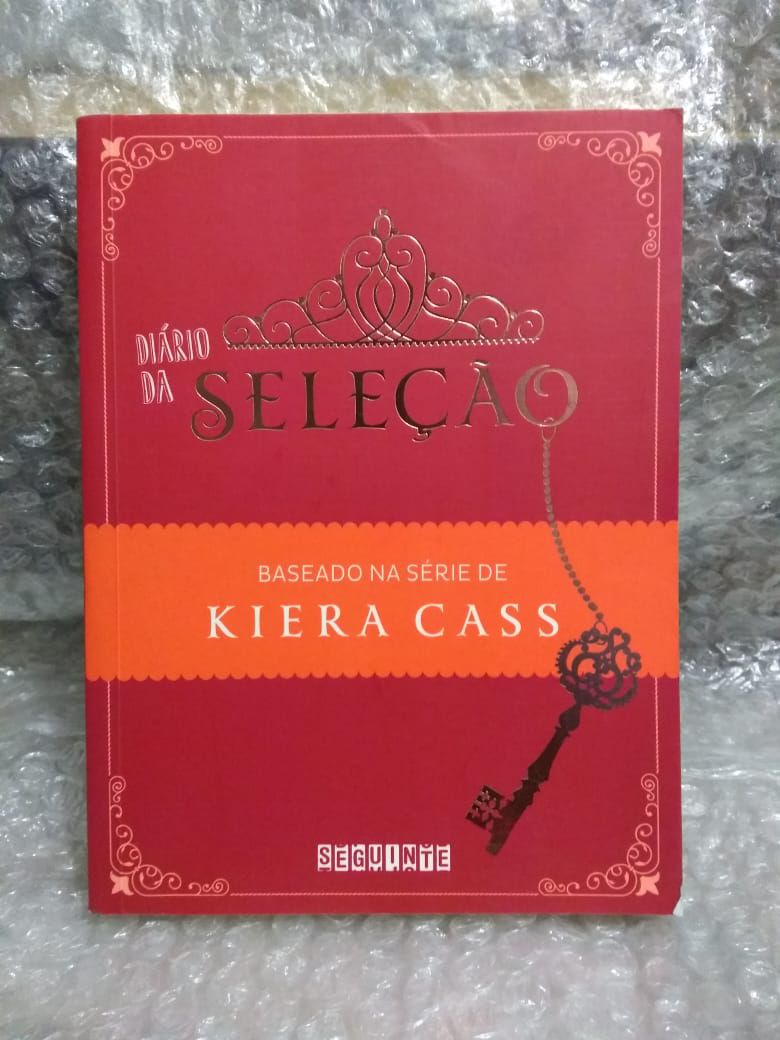 DIÁRIO
DA
SELEÇÃO
BASEADO NA SÉRIE DE
KIERA CASS
SEGUINTE